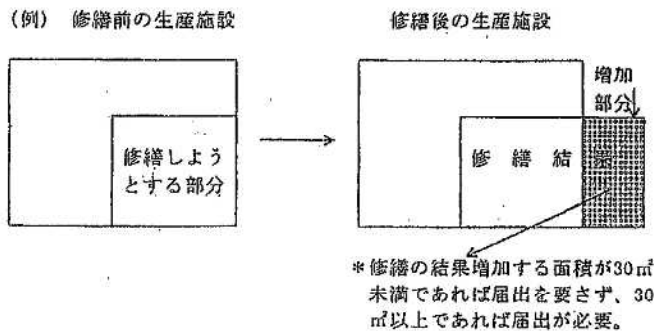 (例) 修繕前の生産施設
修繕後の生産施設
修繕しよう
とする部分
増加
部分
修繕結果
*修繕の結果増加する面積が30㎡
未満であれば届出を要さず、30
㎡以上であれば届出が必要。